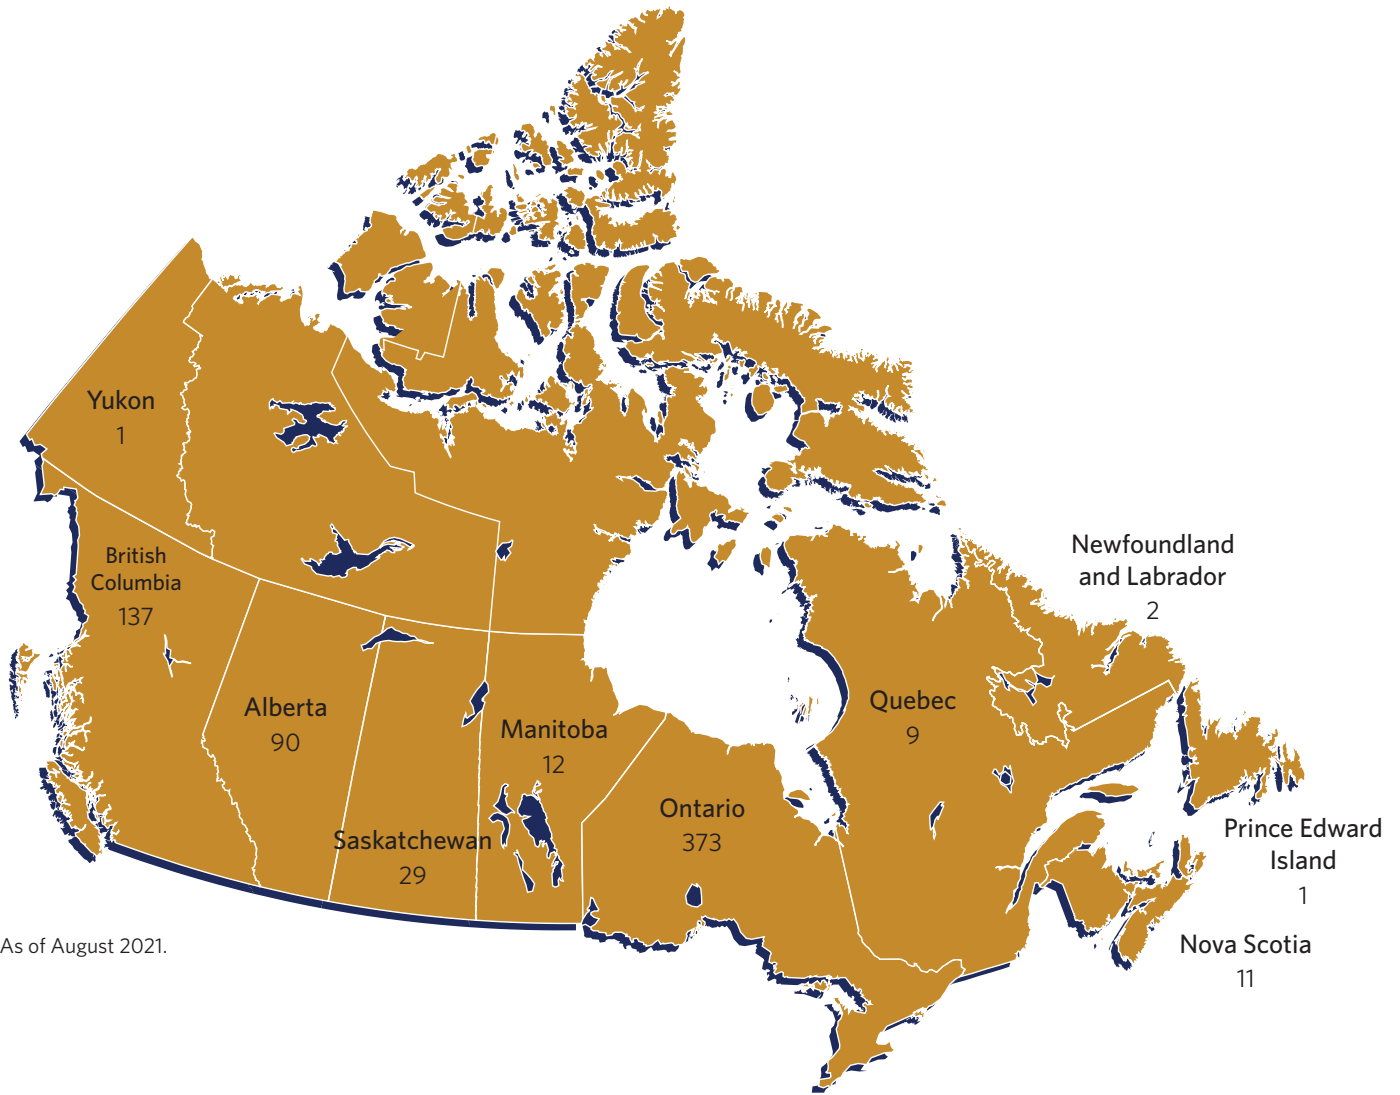 Yukon
1
British
Columbia
137
Alberta
90
Saskatchewan
29
Manitoba
12
Ontario
373
Quebec
9
Newfoundland
and Labrador
2
Prince Edward
Island
1
Nova Scotia
11
As of August 2021.